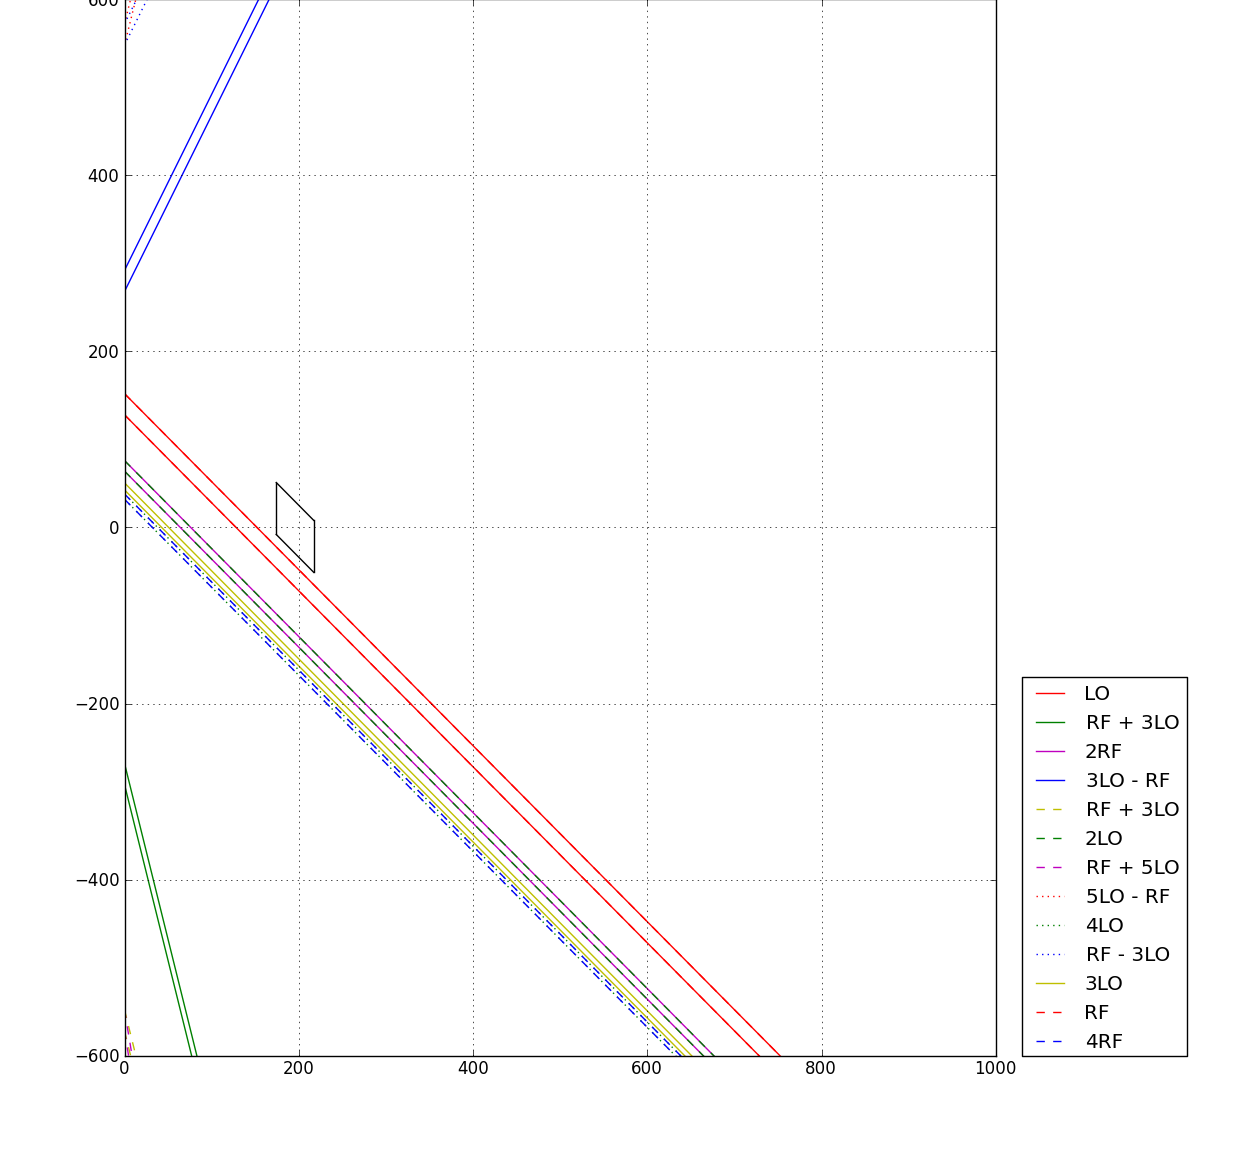 600
400
200
0
−200
−400
−600
0 200 400 600 800 1000
LO
RF + 3LO
2RF
3LO - RF
RF + 3LO
2LO
RF + 5LO
5LO - RF
4LO
RF - 3LO
3LO
RF
4RF